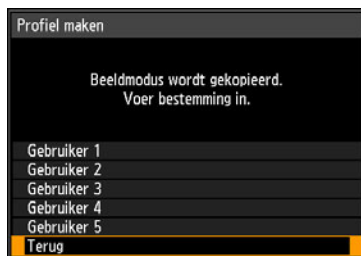 Profiel maken
Beeldmodus wordt gekopieerd.
Voer bestemming in.
Gebruiker 1
Gebruiker 2
Gebruiker 3
Gebruiker 4
Gebruiker 5
Terug